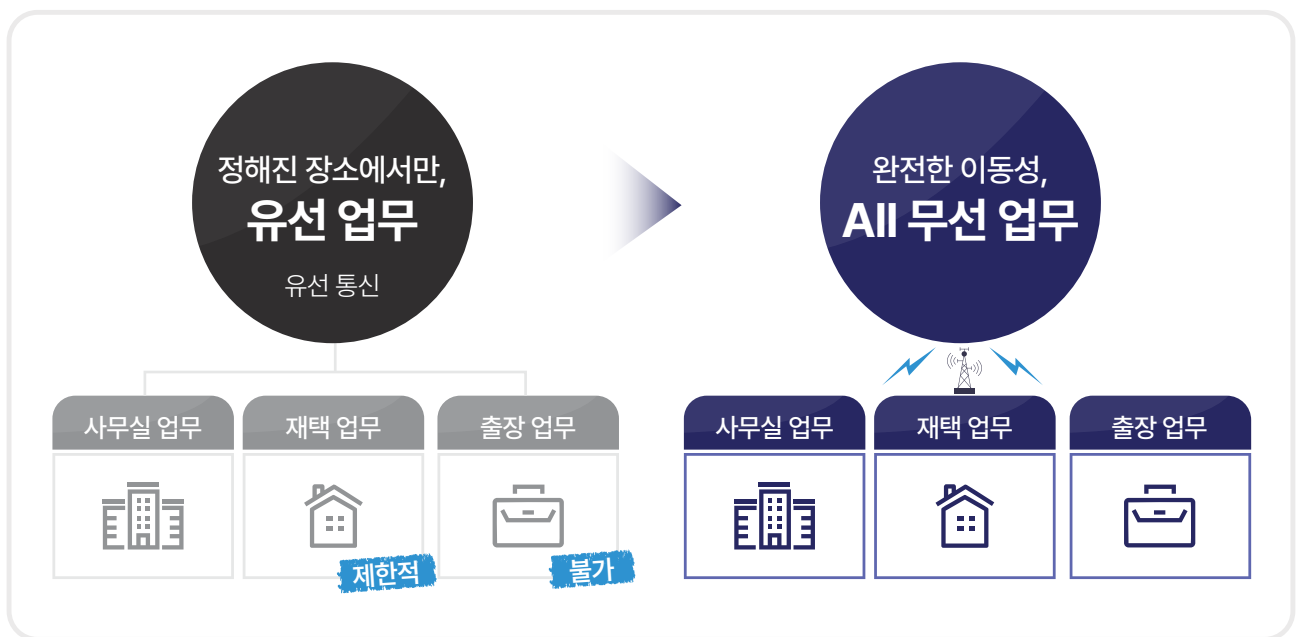 정해진 장소에서만,
유선 업무
유선 통신
사무실 업무
재택 업무
출장 업무
제한적
불가
완전한 이동성,
All 무선 업무
사무실 업무
재택 업무
출장 업무